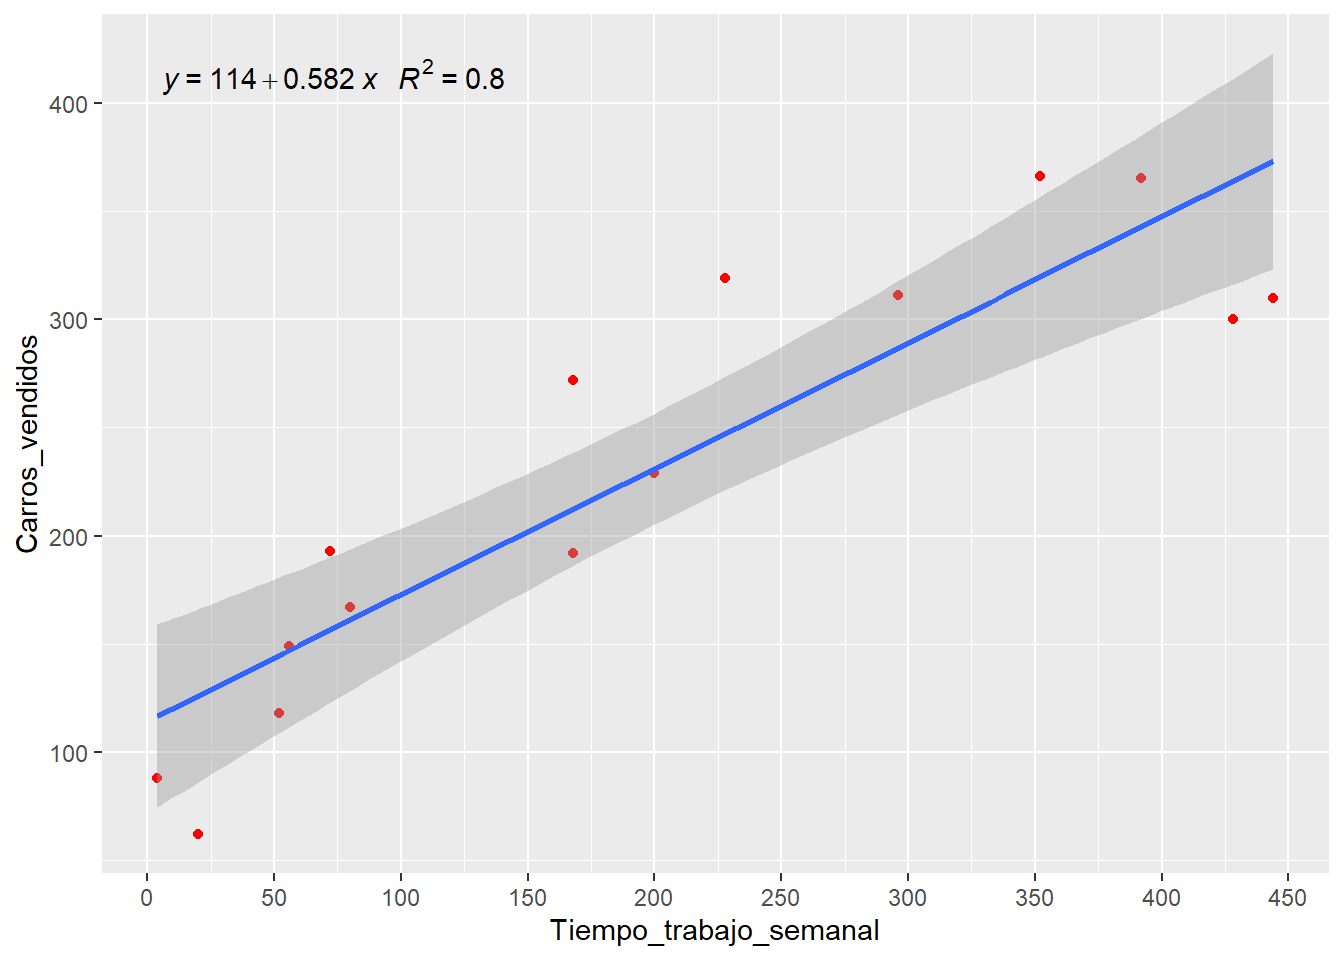 y = 114 + 0.582 x R² = 0.8
400
300
200
100
Carros_vendidos
0 50 100 150 200 250 300 350 400 450
Tiempo_trabajo_semanal